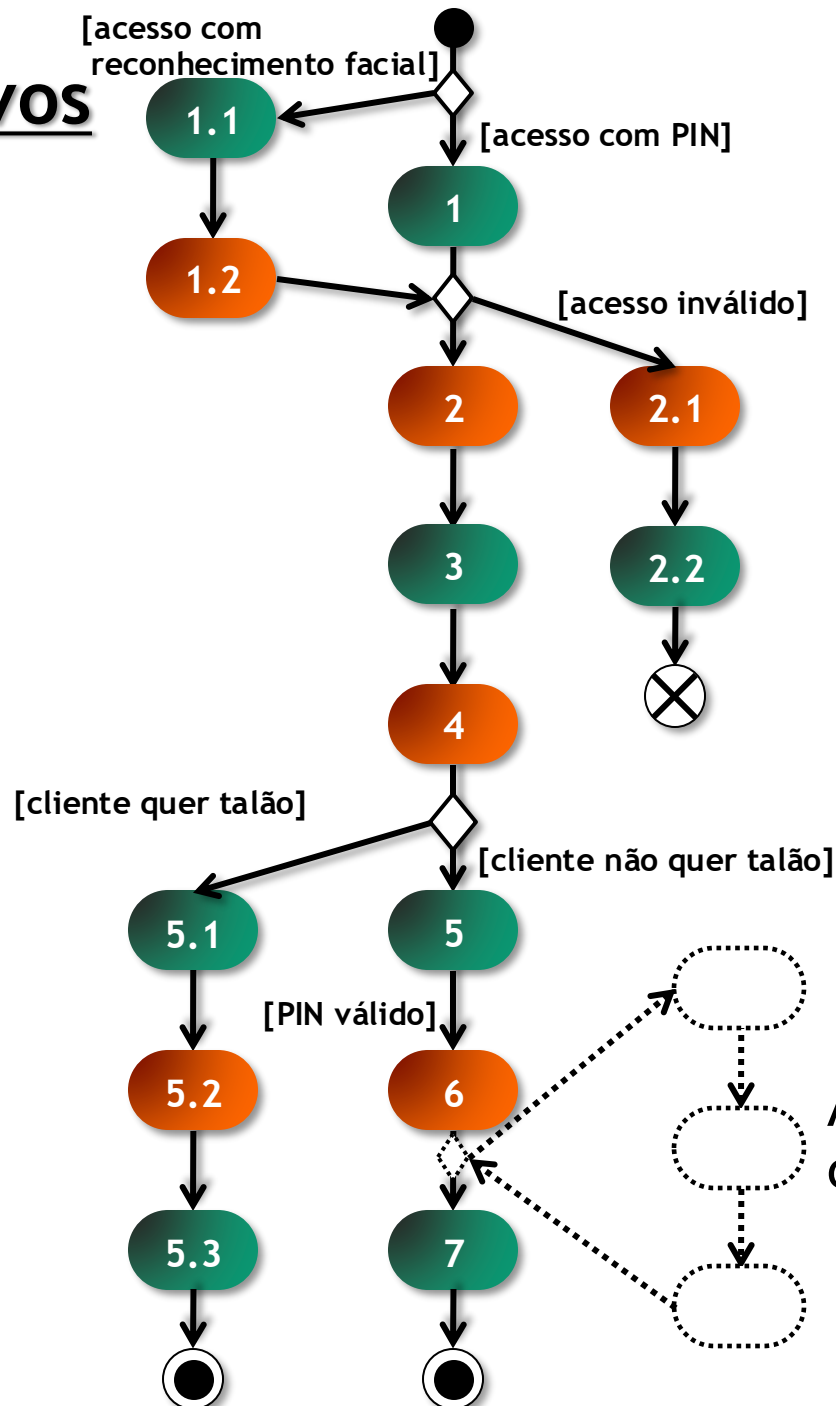 [acesso com
reconhecimento facial]
vos
1.1
[acesso com PIN]
1
1.2
[acesso inválido]
2
2.1
3
2.2
4
[cliente quer talão]
[cliente não quer talão]
5.1
5
[PIN válido]
5.2
6
5.3
7